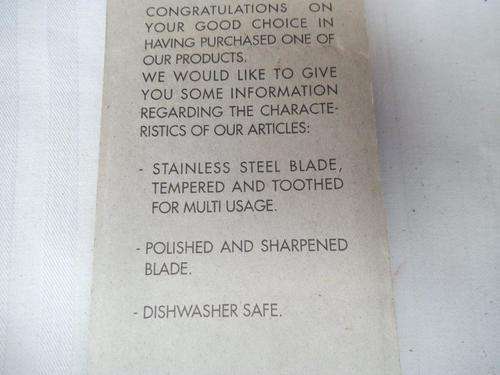 CONGRATULATIONS ON
YOUR GOOD CHOICE IN
HAVING PURCHASED ONE OF
OUR PRODUCTS.
WE WOULD LIKE TO GIVE
YOU SOME INFORMATION
REGARDING THE CHARACTE-
RISTICS OF OUR ARTICLES:
- STAINLESS STEEL BLADE,
TEMPERED AND TOOTHED
FOR MULTI USAGE.
- POLISHED AND SHARPENED
BLADE.
- DISHWASHER SAFE.